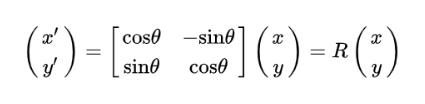 (x′ y′) = [cosθ −sinθ sinθ cosθ] (x y) = R (x y)